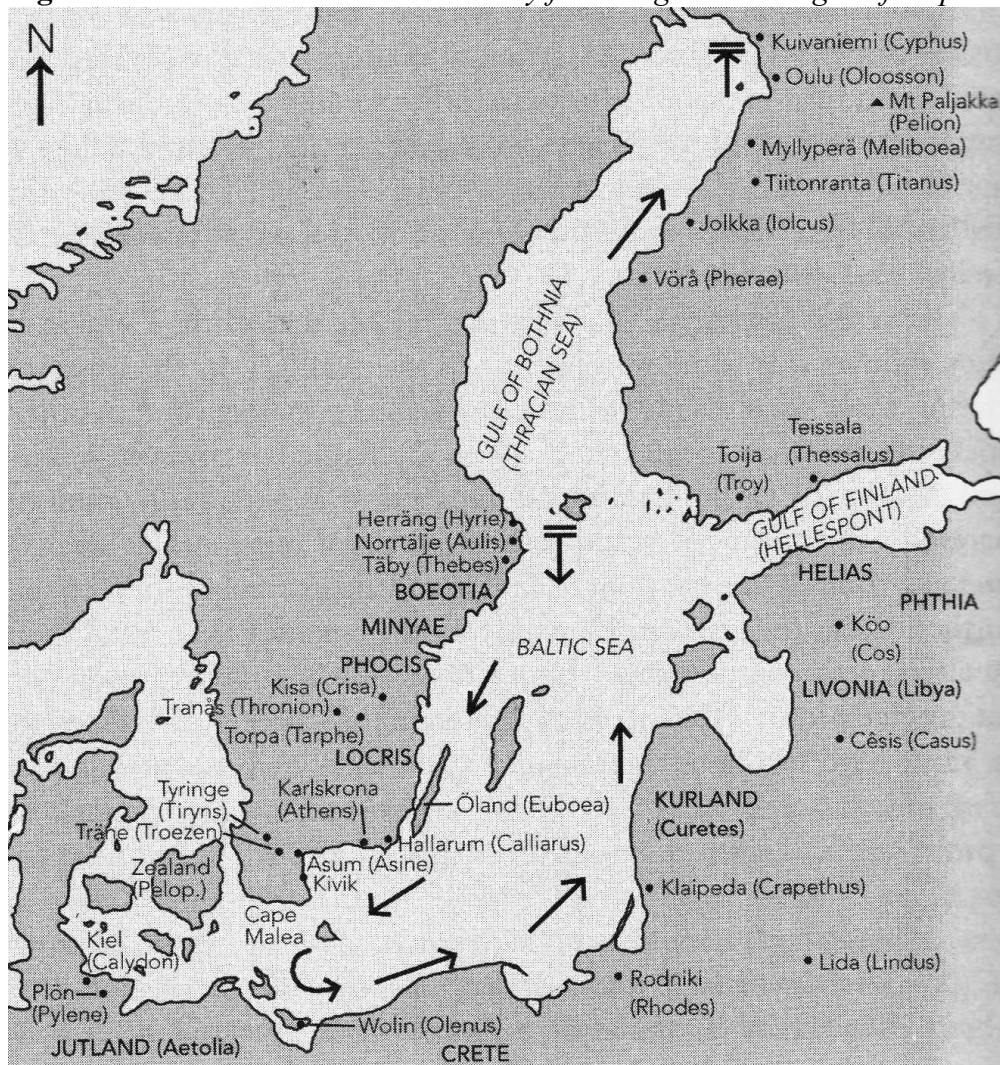 N
Kuivaniemi (Cyphus)
Oulu (Oloosson)
Mt Paljakka
(Pelion)
Myllyperä (Meliboea)
Tiitonranta (Titanus)
Jolkka (Iolcus)
Vörå (Pherae)
GULF OF BOTHNIA
(THRACIAN SEA)
Teissala
(Thessalus)
Toija
(Troy)
GULF OF FINLAND
(HELLESPONT)
Herräng (Hyrie)
Norrtälje (Aulis)
Täby (Thebes)
BOEOTIA
HELIAS
PHTHIA
MINYAE
Köo
(Cos)
BALTIC SEA
PHOCIS
Kisa (Crisa)
LIVONIA (Libya)
Tranås (Thronion)
Torpa (Tarphe)
Cêsis (Casus)
LOCRIS
Tyringe
(Tiryns)
Karlskrona
(Athens)
Öland (Euboea)
KURLAND
(Curetes)
Trähe (Troezen)
Hallarum (Calliarus)
Zealand
(Pelop.)
Asum (Asine)
Kivik
Klaipeda (Crapethus)
Cape
Malea
Kiel
(Calydon)
Lida (Lindus)
Rodniki
(Rhodes)
Plön
(Pylene)
Wolin (Olenus)
JUTLAND (Aetolia)
CRETE